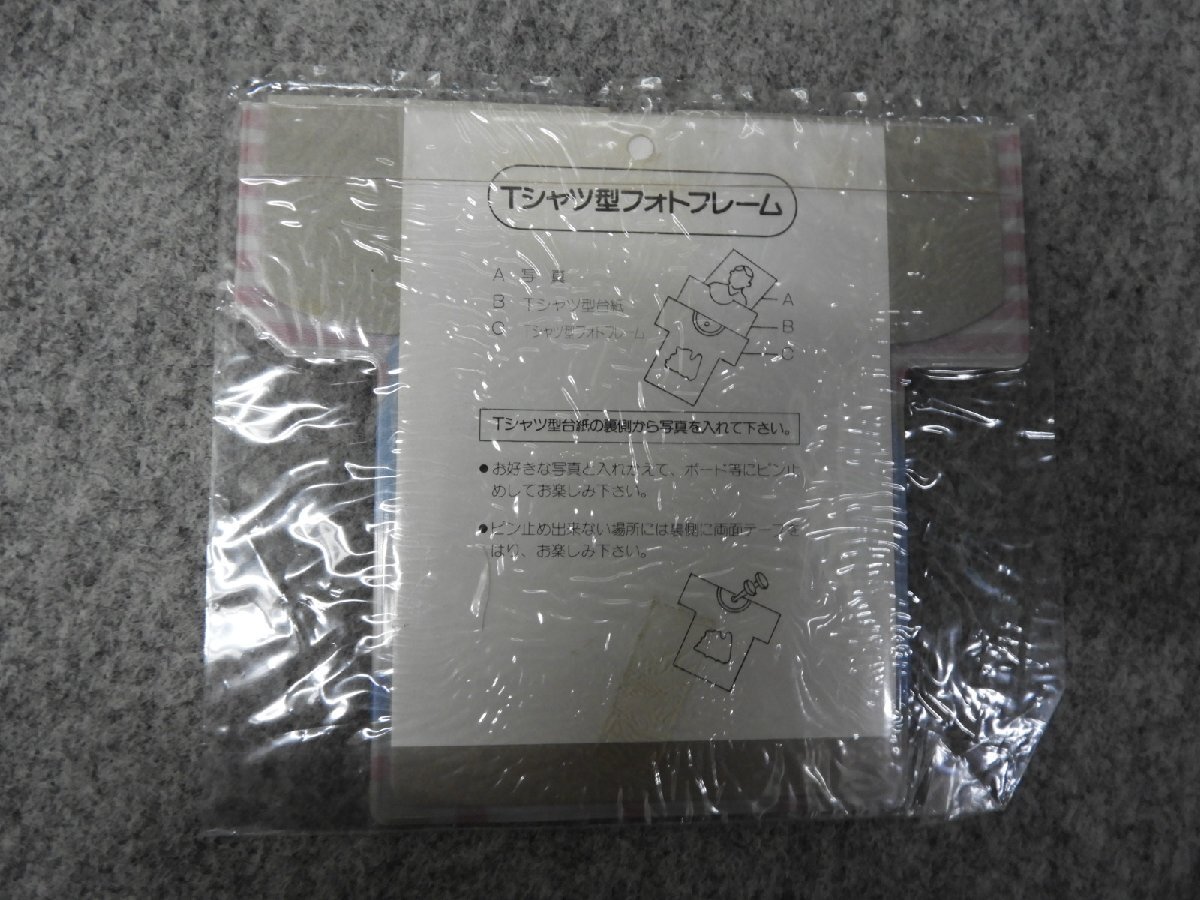 Tシャツ型フォトフレーム
A 写真
B Tシャツ型台紙
C Tシャツ型フォトフレーム
A
B
C
Tシャツ型台紙の裏側から写真を入れて下さい。
●お好きな写真と入れかえて、ボード等にピン止
めしてお楽しみ下さい。
●ピン止め出来ない場所には裏側に両面テープを
はり、お楽しみ下さい。